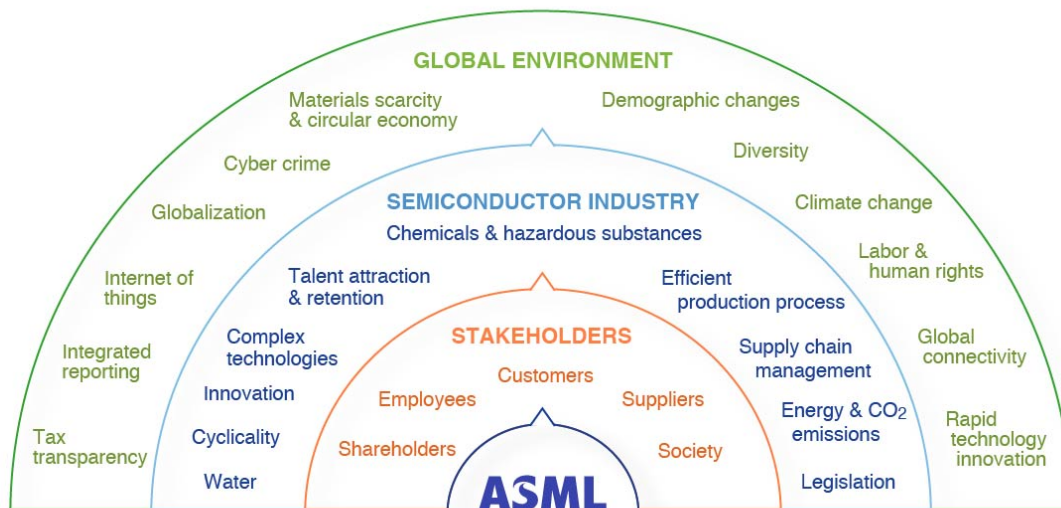 GLOBAL ENVIRONMENT
Materials scarcity
& circular economy
Demographic changes
Cyber crime
Diversity
Globalization
Climate change
Internet of
things
Labor &
human rights
Integrated
reporting
Global
connectivity
Tax
transparency
Rapid
technology
innovation
SEMICONDUCTOR INDUSTRY
Chemicals & hazardous substances
Talent attraction
& retention
Efficient
production process
Complex
technologies
Supply chain
management
Innovation
Energy & CO₂
emissions
Cyclicality
Water
Legislation
STAKEHOLDERS
Customers
Employees
Suppliers
Shareholders
Society
ASML